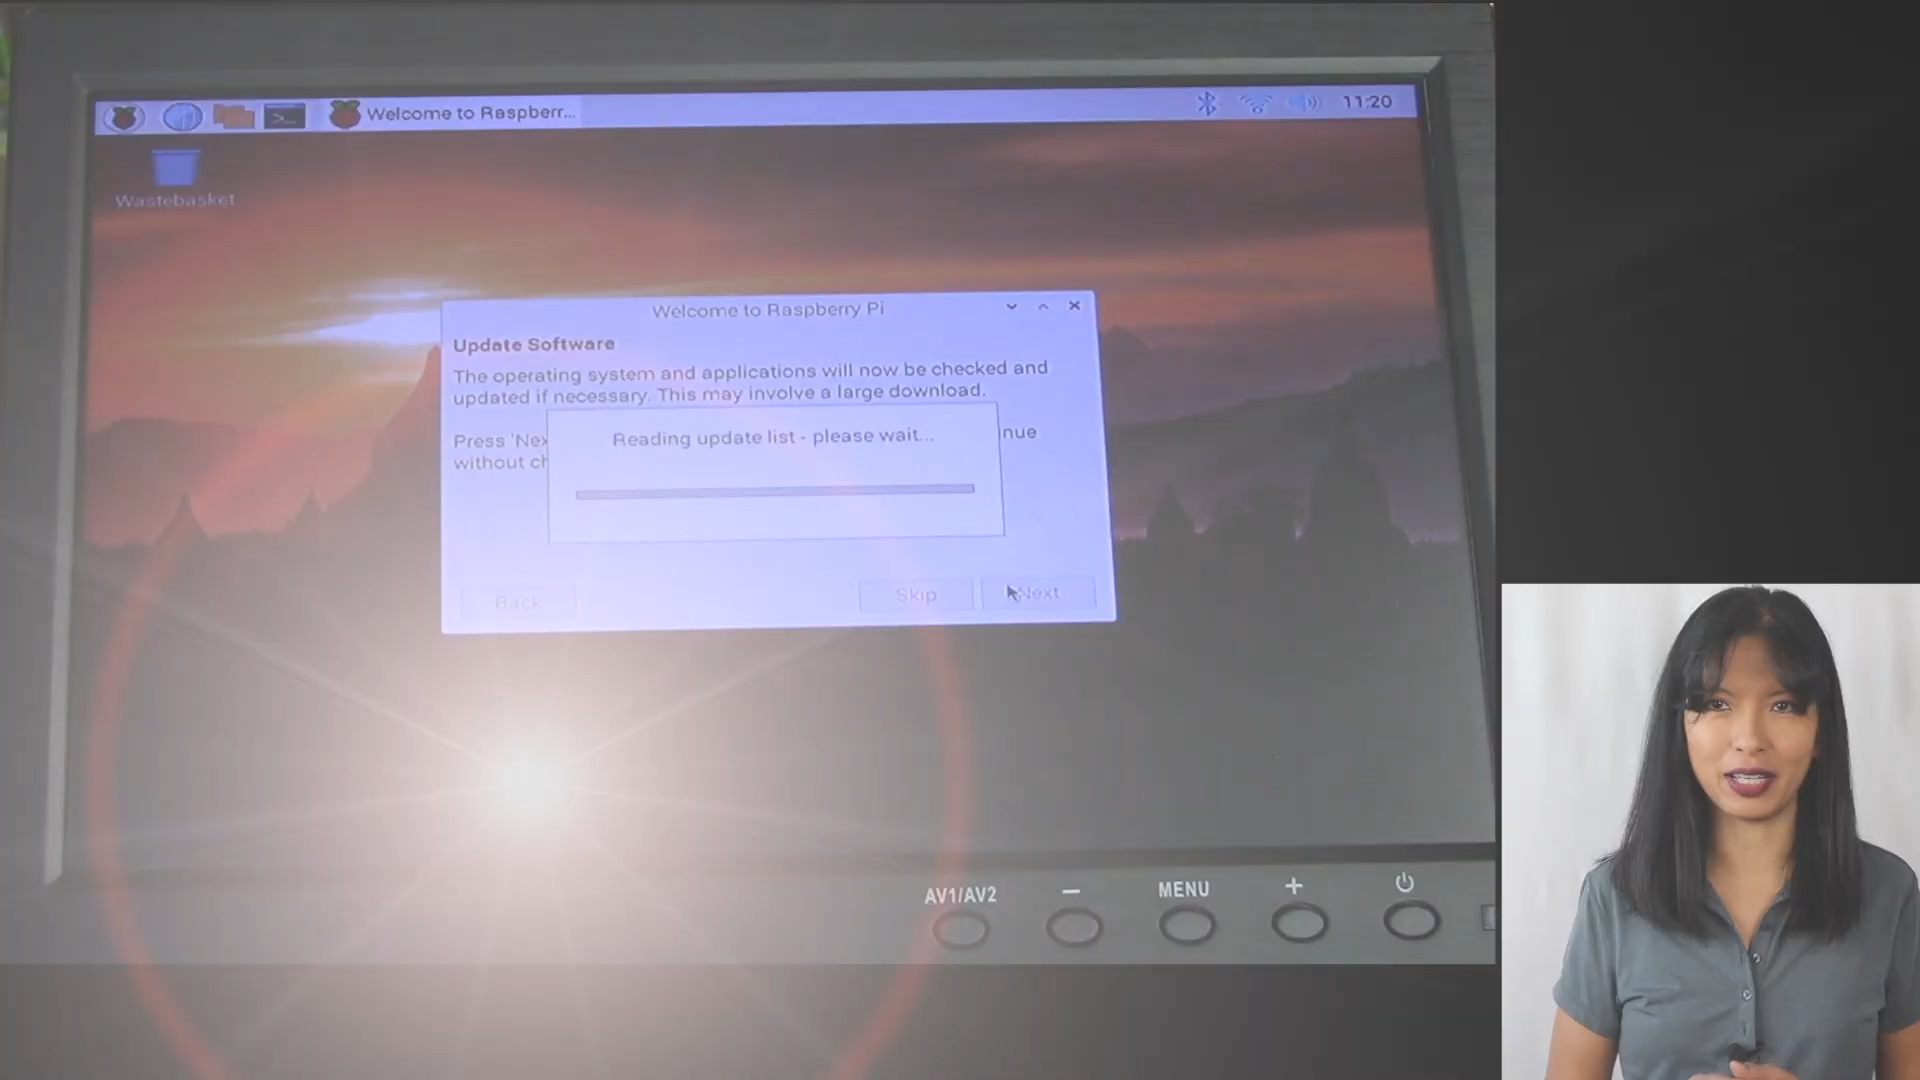 Welcome to Raspberr...
11:20
Wastebasket
Welcome to Raspberry Pi
Update Software
The operating system and applications will now be checked and
updated if necessary. This may involve a large download.
Press 'Nex
nue
without ch
Reading update list - please wait...
Back
Skip
Next
AV1/AV2
−
MENU
+